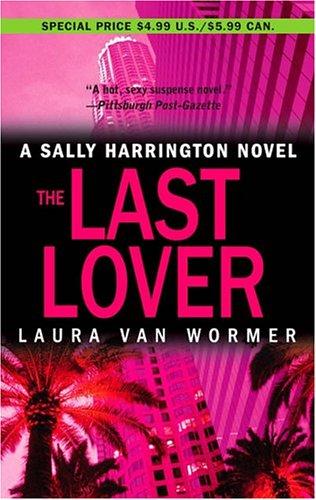 SPECIAL PRICE $4.99 U.S./$5.99 CAN.
"A hot, sexy suspense novel."
—Pittsburgh Post-Gazette
A SALLY HARRINGTON NOVEL
THE LAST
LOVER
LAURA VAN WORMER